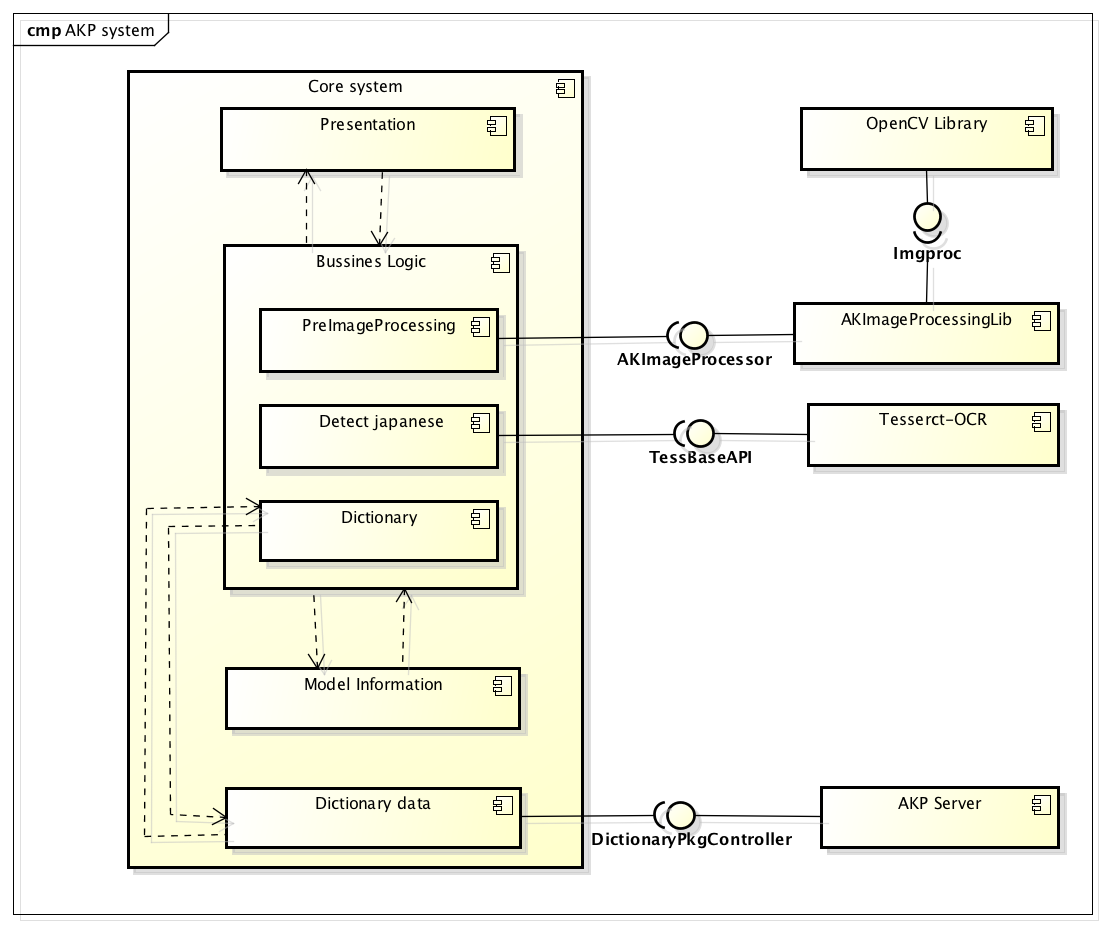 cmp AKP system
Core system
Presentation
OpenCV Library
Imgproc
Bussines Logic
PreImageProcessing
AKImageProcessor
AKImageProcessingLib
Detect japanese
TessBaseAPI
Tesserct-OCR
Dictionary
Model Information
Dictionary data
DictionaryPkgController
AKP Server